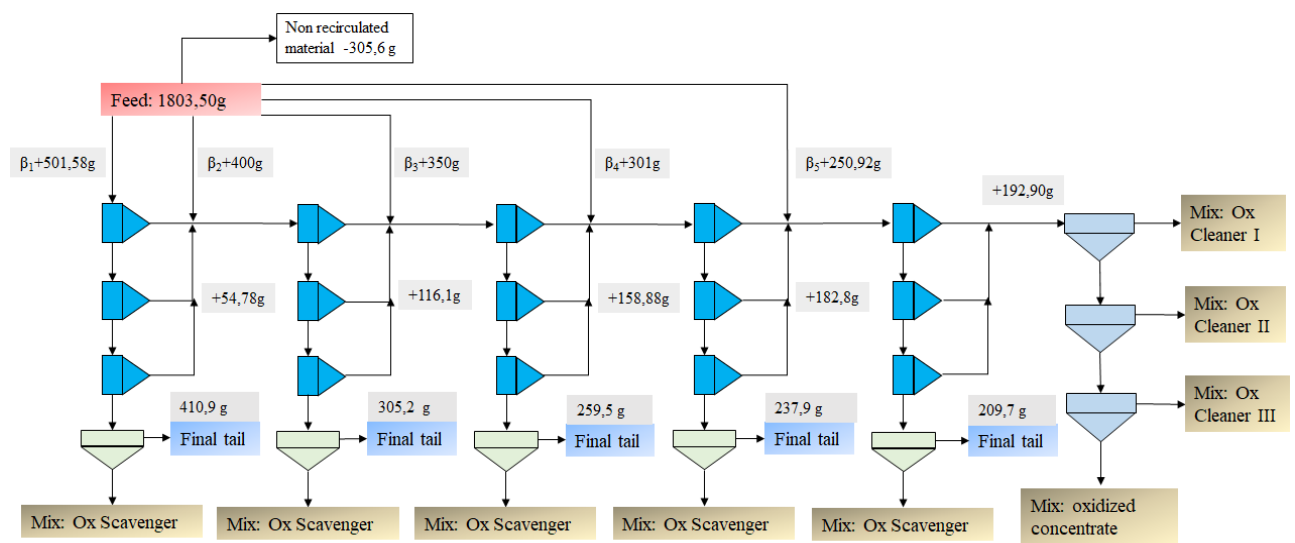 Non recirculated
material -305,6 g
Feed: 1803,50g
β1+501,58g
β2+400g
β3+350g
β4+301g
β5+250,92g
+192,90g
Mix: Ox
Cleaner I
+54,78g
+116,1g
+158,88g
+182,8g
Mix: Ox
Cleaner II
410,9 g
Final tail
305,2 g
Final tail
259,5 g
Final tail
237,9 g
Final tail
209,7 g
Final tail
Mix: Ox
Cleaner III
Mix: Ox Scavenger
Mix: Ox Scavenger
Mix: Ox Scavenger
Mix: Ox Scavenger
Mix: Ox Scavenger
Mix: oxidized
concentrate